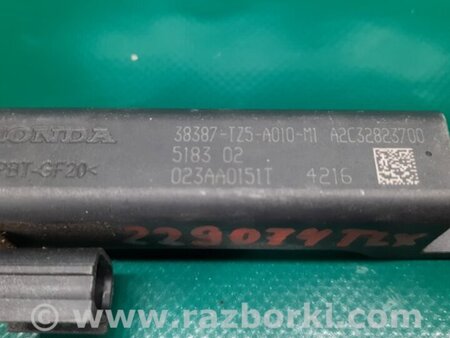 HONDA 38387-TZ5-A010-M1 A2C32823700
5183 02
>PBT-GF20<
023AA0151T 4216
229074TLX
www.razborki.com